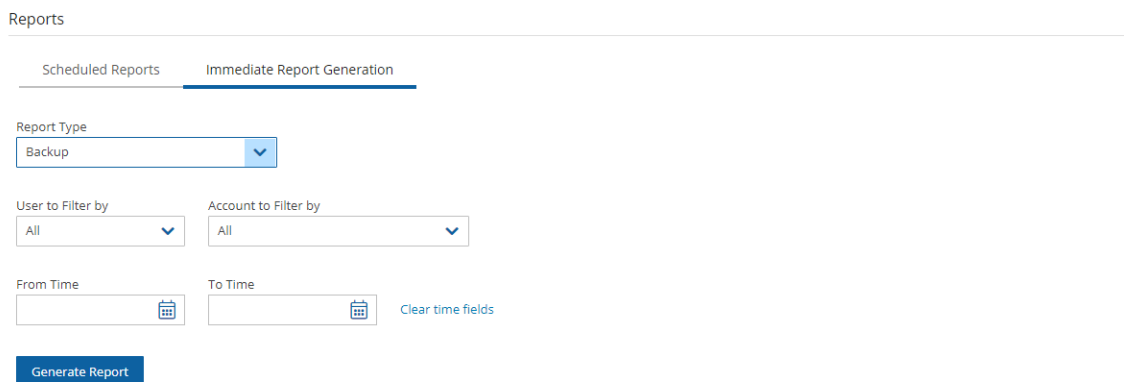 Reports
Scheduled Reports Immediate Report Generation
Report Type
Backup
User to Filter by Account to Filter by
All All
From Time To Time
Clear time fields
Generate Report